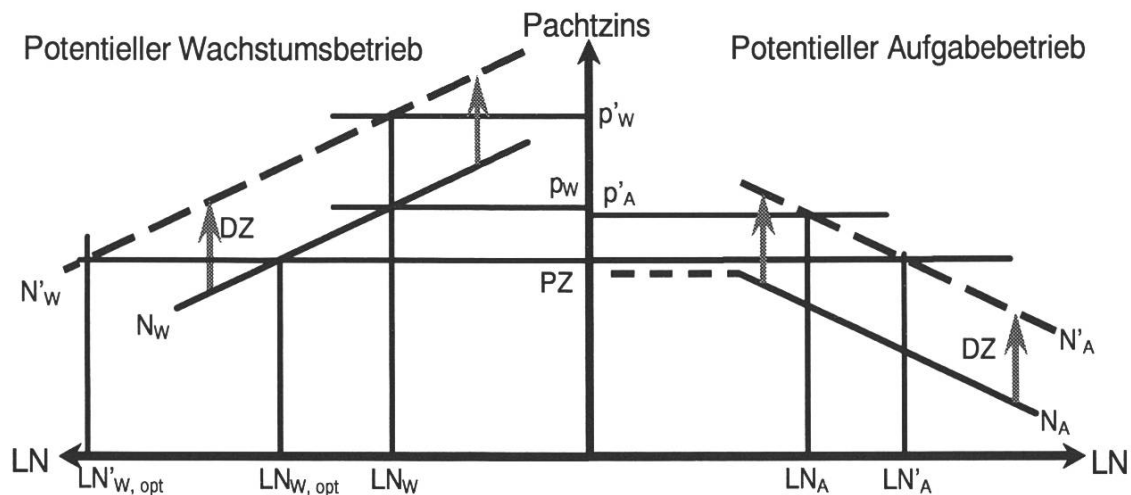 Pachtzins
Potentieller Wachstumsbetrieb
Potentieller Aufgabebetrieb
p'W
pW
p'A
DZ
PZ
N'W
NW
DZ
N'A
NA
LN
LN'W, opt
LNW, opt
LNW
LNA
LN'A
LN